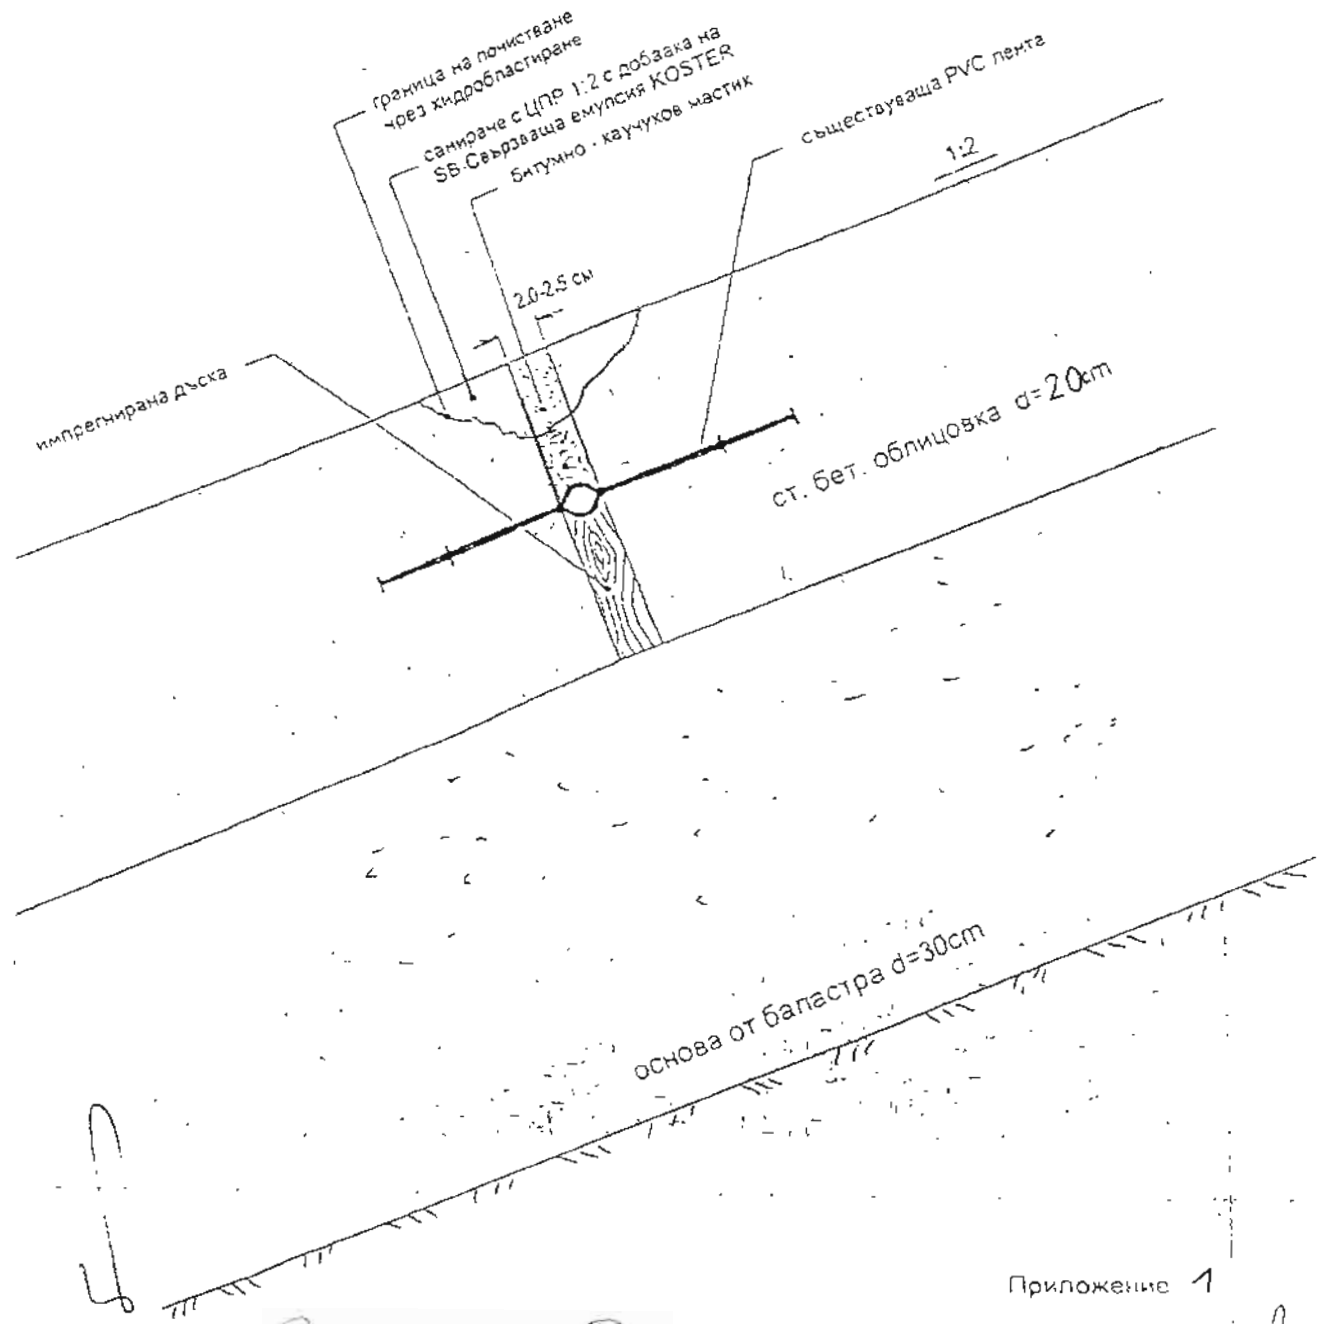 граница на почистване
чрез хидробластиране
саниране с ЦПР 1:2 с добавка на
SB-Свързваща емулсия KOSTER
битумно - каучухов мастик
съществуваща PVC лента
1:2
2.0-2.5 см
импрегнирана дъска
ст. бет. облицовка d=20cm
основа от баластра d=30cm
Приложение 1